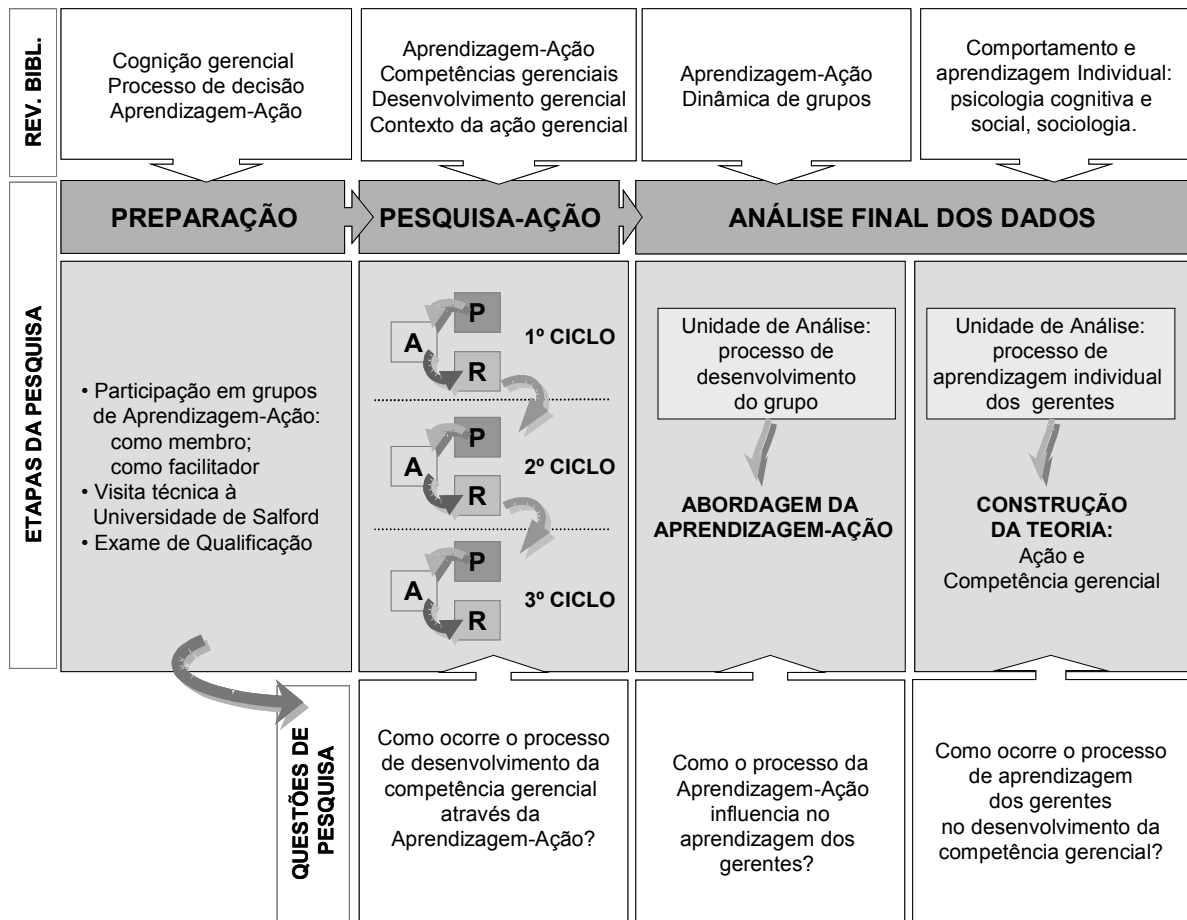 REV. BIBL.
Cognição gerencial
Processo de decisão
Aprendizagem-Ação
Aprendizagem-Ação
Competências gerenciais
Desenvolvimento gerencial
Contexto da ação gerencial
Aprendizagem-Ação
Dinâmica de grupos
Comportamento e
aprendizagem Individual:
psicologia cognitiva e
social, sociologia.
ETAPAS DA PESQUISA
PREPARAÇÃO
PESQUISA-AÇÃO
ANÁLISE FINAL DOS DADOS
• Participação em grupos
de Aprendizagem-Ação:
como membro;
como facilitador
• Visita técnica à
Universidade de Salford
• Exame de Qualificação
P
A
R
1º CICLO
P
A
R
2º CICLO
P
A
R
3º CICLO
Unidade de Análise:
processo de
desenvolvimento
do grupo
ABORDAGEM DA
APRENDIZAGEM-AÇÃO
Unidade de Análise:
processo de
aprendizagem individual
dos gerentes
CONSTRUÇÃO
DA TEORIA:
Ação e
Competência gerencial
QUESTÕES DE
PESQUISA
Como ocorre o processo
de desenvolvimento da
competência gerencial
através da
Aprendizagem-Ação?
Como o processo da
Aprendizagem-Ação
influencia no
aprendizagem dos
gerentes?
Como ocorre o processo
de aprendizagem
dos gerentes
no desenvolvimento da
competência gerencial?